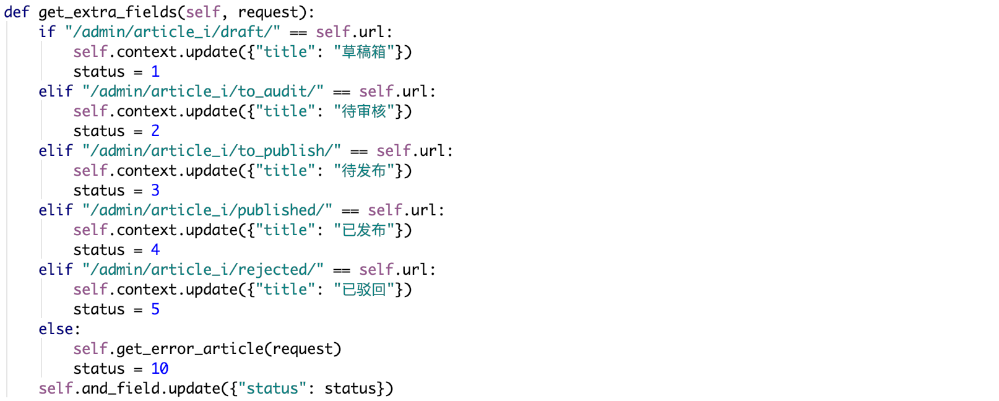 def get_extra_fields(self, request):
    if "/admin/article_i/draft/" == self.url:
        self.context.update({"title": "草稿箱"})
        status = 1
    elif "/admin/article_i/to_audit/" == self.url:
        self.context.update({"title": "待审核"})
        status = 2
    elif "/admin/article_i/to_publish/" == self.url:
        self.context.update({"title": "待发布"})
        status = 3
    elif "/admin/article_i/published/" == self.url:
        self.context.update({"title": "已发布"})
        status = 4
    elif "/admin/article_i/rejected/" == self.url:
        self.context.update({"title": "已驳回"})
        status = 5
    else:
        self.get_error_article(request)
        status = 10
    self.and_field.update({"status": status})